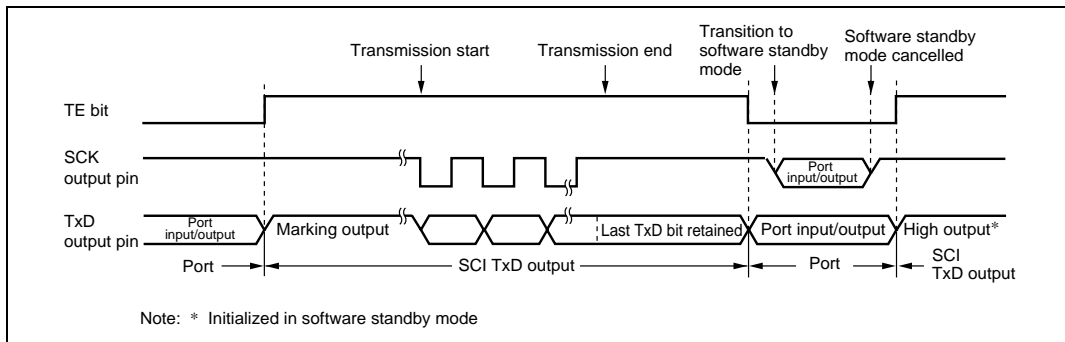 Transmission start
Transmission end
Transition to
software standby
mode
Software standby
mode cancelled
TE bit
SCK
output pin
Port
input/output
TxD
output pin
Port
input/output
Marking output
Last TxD bit retained
Port input/output
High output*
Port
SCI TxD output
Port
SCI
TxD output
Note: * Initialized in software standby mode